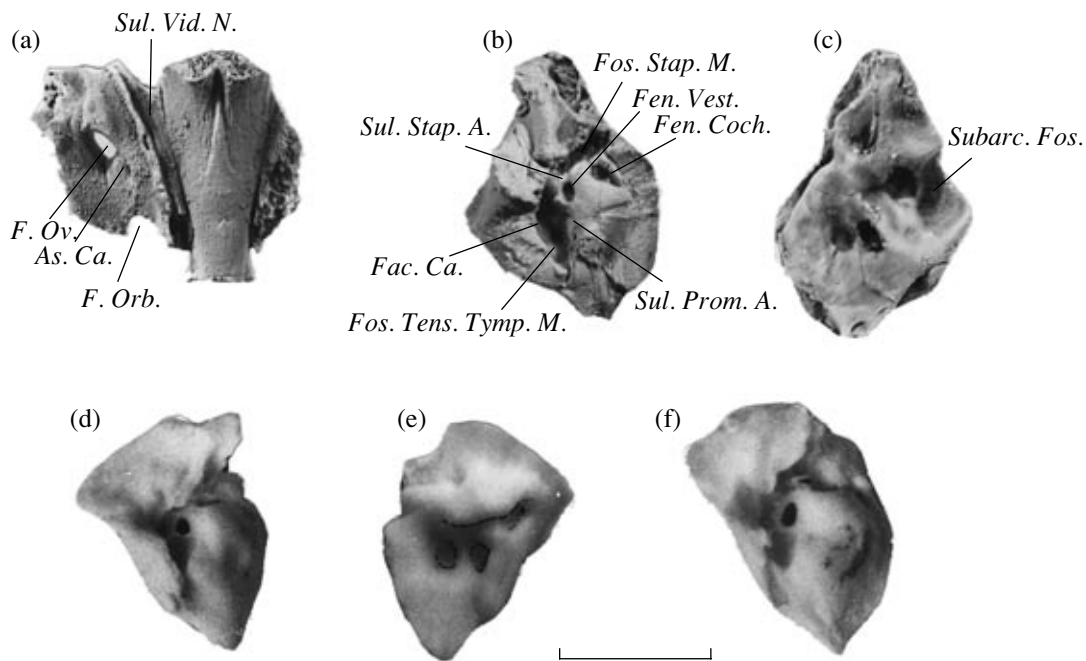 Sul. Vid. N.
(a)
F. Ov.
As. Ca.
F. Orb.
(b)
Fos. Stap. M.
Fen. Vest.
Fen. Coch.
Sul. Stap. A.
Fac. Ca.
Sul. Prom. A.
Fos. Tens. Tymp. M.
(c)
Subarc. Fos.
(d)
(e)
(f)